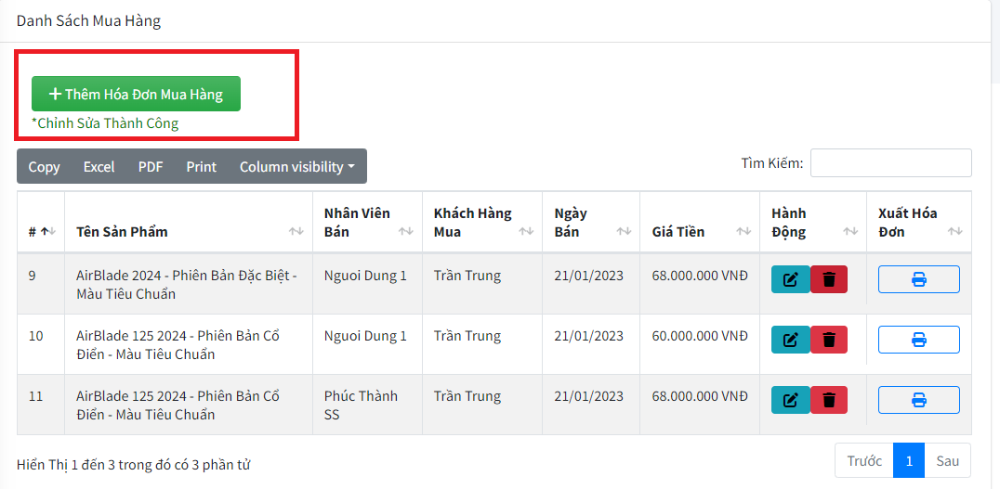 Danh Sách Mua Hàng
Thêm Hóa Đơn Mua Hàng
*Chỉnh Sửa Thành Công
Copy Excel PDF Print Column visibility
Tìm Kiếm:
# Tên Sản Phẩm Nhân Viên Bán Khách Hàng Mua Ngày Bán Giá Tiền Hành Động Xuất Hóa Đơn
9 AirBlade 2024 - Phiên Bản Đặc Biệt - Màu Tiêu Chuẩn Nguoi Dung 1 Trần Trung 21/01/2023 68.000.000 VNĐ
10 AirBlade 125 2024 - Phiên Bản Cổ Điển - Màu Tiêu Chuẩn Nguoi Dung 1 Trần Trung 21/01/2023 60.000.000 VNĐ
11 AirBlade 125 2024 - Phiên Bản Cổ Điển - Màu Tiêu Chuẩn Phúc Thành SS Trần Trung 21/01/2023 68.000.000 VNĐ
Hiển Thị 1 đến 3 trong đó có 3 phần tử
Trước 1 Sau